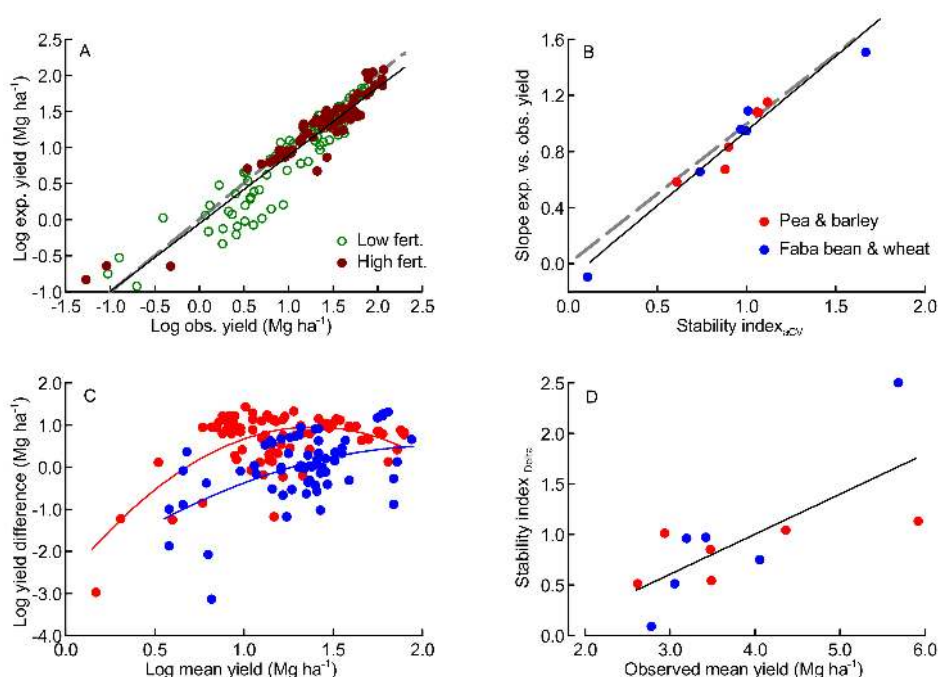 A
Log exp. yield (Mg ha⁻¹)
2.5
2.0
1.5
1.0
0.5
0.0
-0.5
-1.0
Low fert.
High fert.
-1.5 -1.0 -0.5 0.0 0.5 1.0 1.5 2.0 2.5
Log obs. yield (Mg ha⁻¹)
B
Slope exp. vs. obs. yield
1.6
1.2
0.8
0.4
0.0
Pea & barley
Faba bean & wheat
0.0 0.5 1.0 1.5 2.0
Stability index aCV
C
Log yield difference (Mg ha⁻¹)
2.0
1.0
0.0
-1.0
-2.0
-3.0
-4.0
0.0 0.5 1.0 1.5 2.0
Log mean yield (Mg ha⁻¹)
D
Stability index
2.5
2.0
1.5
1.0
0.5
0.0
2.0 3.0 4.0 5.0 6.0
Observed mean yield (Mg ha⁻¹)